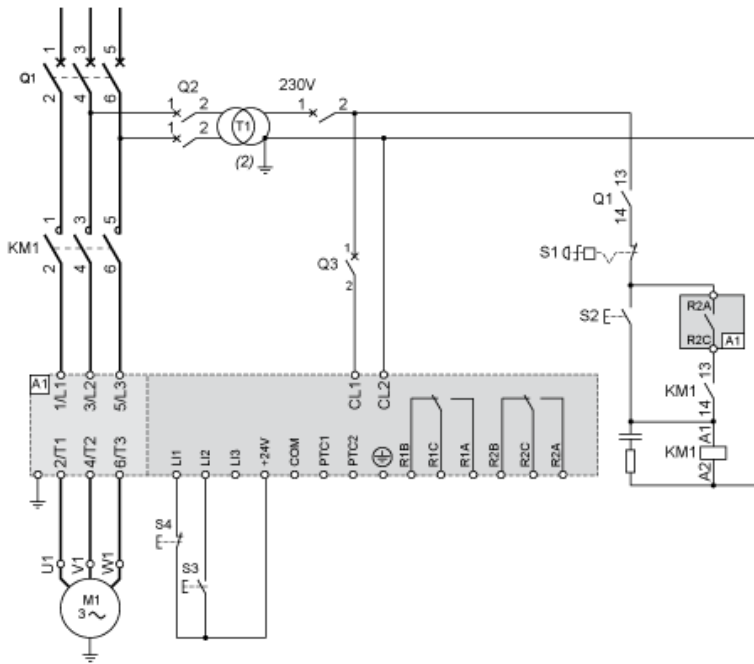 1 3 5
Q1
2 4 6
Q2
1 2
1 2
T1
(2)
230V
1 2
13
Q1
14
S1
1
Q3
2
1 3 5
KM1
2 4 6
S2
R2A
R2C A1
13
KM1
14
A1
KM1
A2
A1
1/L1 3/L2 5/L3 CL1 CL2
2/T1 4/T2 6/T3 LI1 LI2 LI3 +24V COM PTC1 PTC2 R1B R1C R1A R2B R2C R2A
S4
S3
U1 V1 W1
M1
3 ~